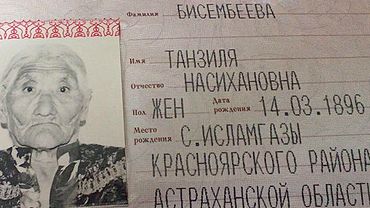 Фамилия БИСЕМБЕЕВА
Имя ТАНЗИЛЯ
Отчество НАСИХАНОВНА
Пол ЖЕН Дата рождения 14.03.1896
Место рождения С.ИСЛАМГАЗЫ
КРАСНОЯРСКОГО РАЙОНА
АСТРАХАНСКОЙ ОБЛАСТИ